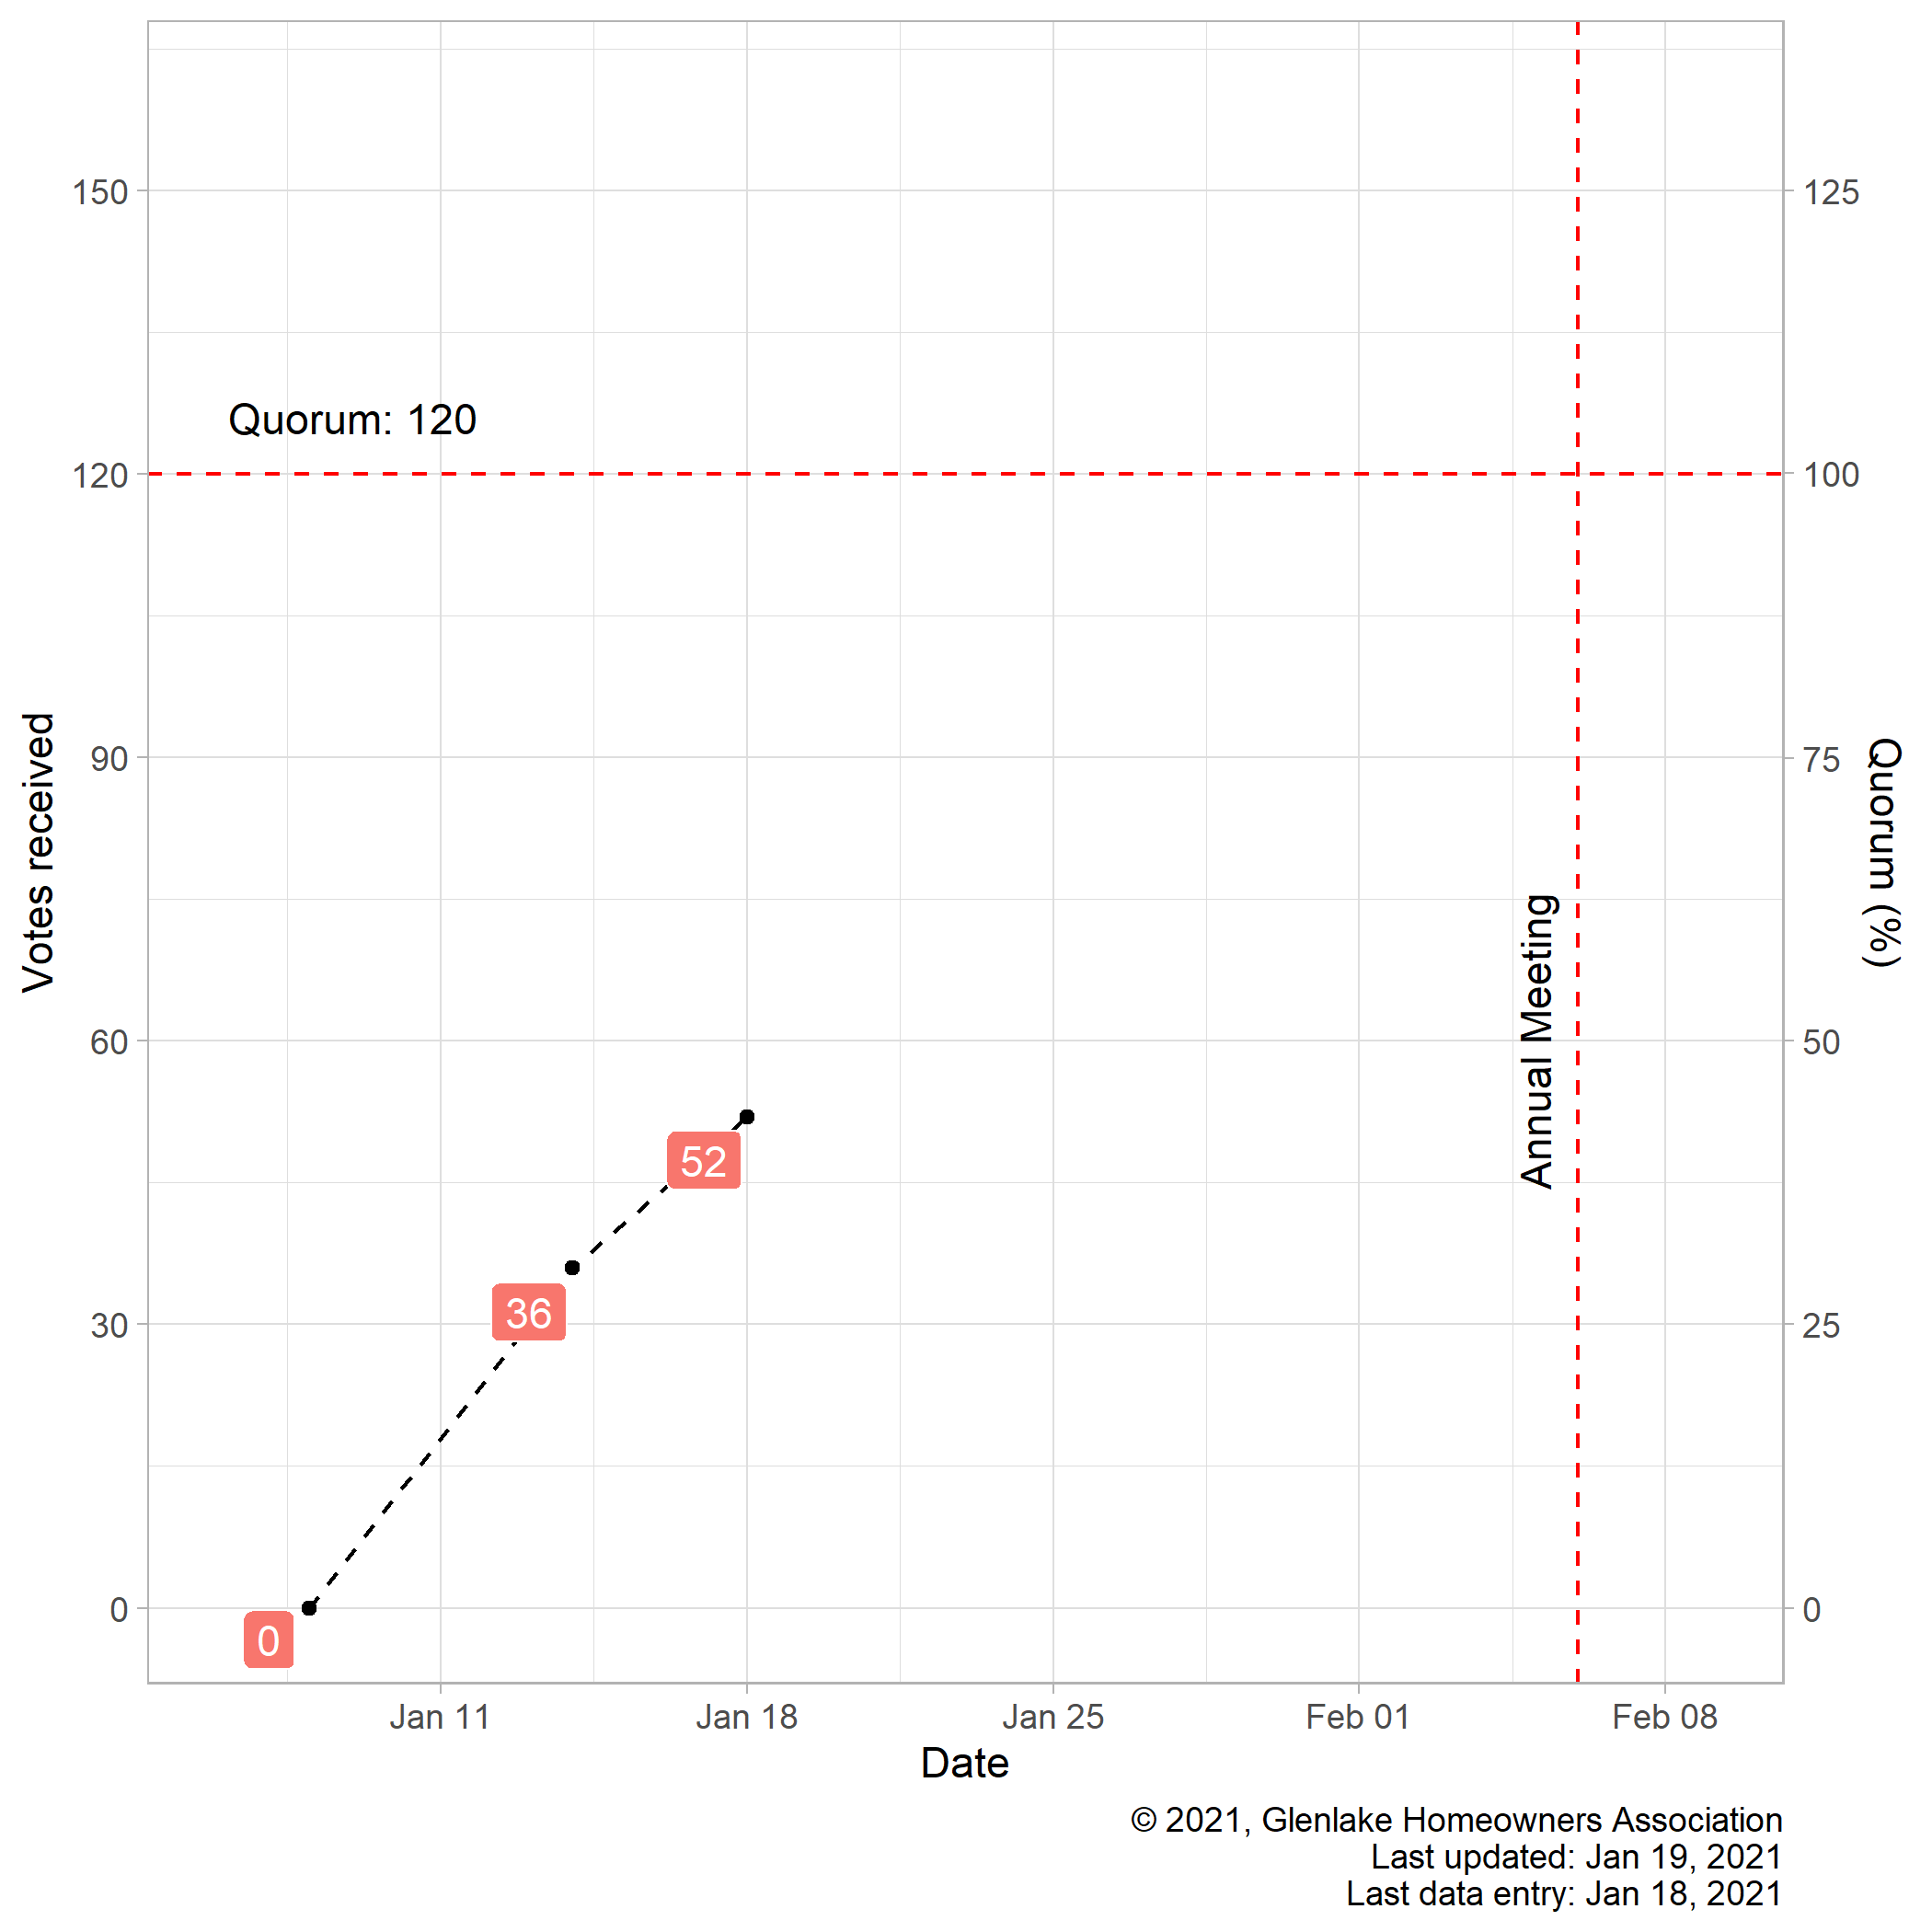 150
125
Quorum: 120
120
100
90
75
60
50
30
25
0
0
Votes received
Quorum (%)
Annual Meeting
52
36
0
Jan 11
Jan 18
Jan 25
Feb 01
Feb 08
Date
© 2021, Glenlake Homeowners Association
Last updated: Jan 19, 2021
Last data entry: Jan 18, 2021